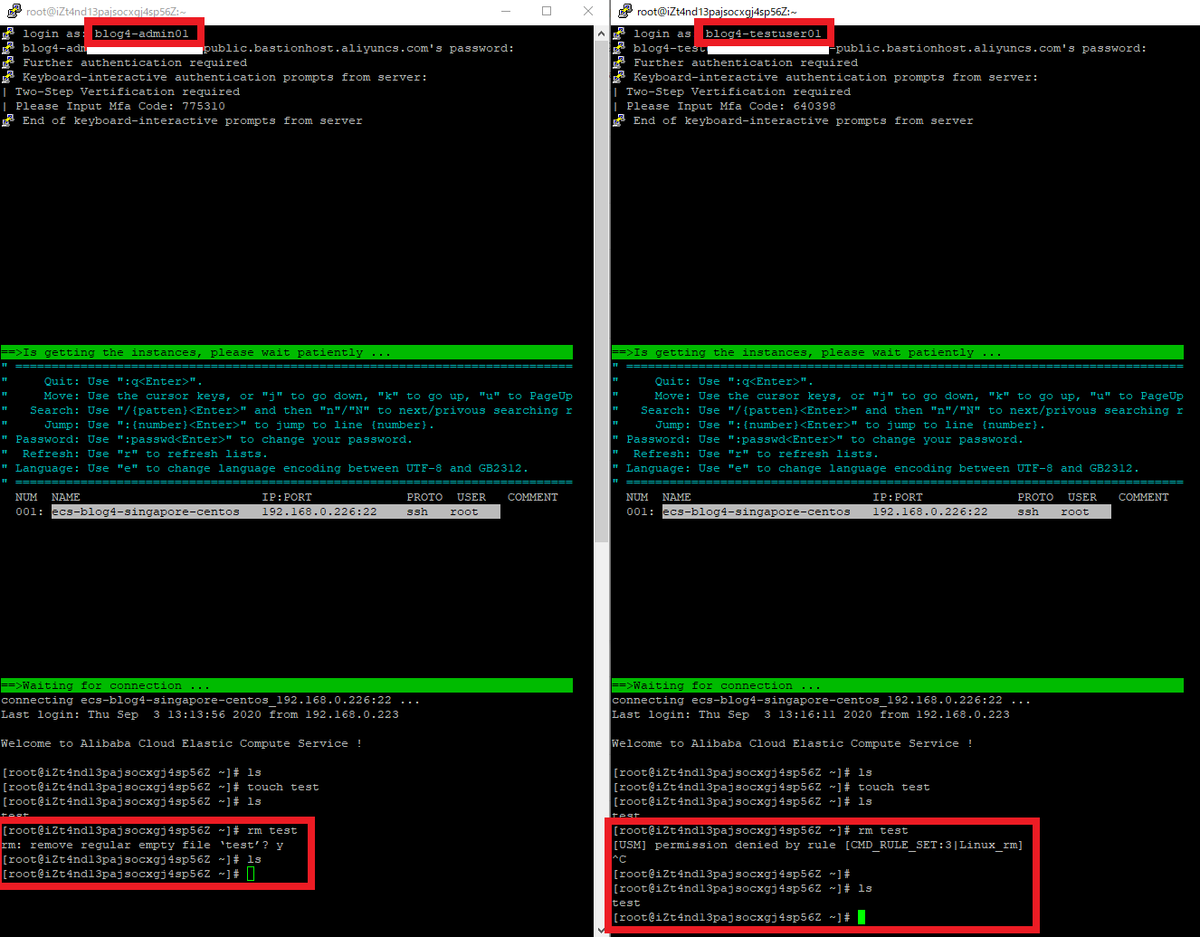 root@iZt4nd13pajsocxgj4sp56Z:~
login as: blog4-admin01
blog4-adm public.bastionhost.aliyuncs.com's password:
Further authentication required
Keyboard-interactive authentication prompts from server:
| Two-Step Vertification required
| Please Input Mfa Code: 775310
End of keyboard-interactive prompts from server
==>Is getting the instances, please wait patiently ...
" ================================================================
" Quit: Use ":q<Enter>".
" Move: Use the cursor keys, or "j" to go down, "k" to go up, "u" to PageUp
" Search: Use "/{patten}<Enter>" and then "n"/"N" to next/privous searching r
" Jump: Use ":{number}<Enter>" to jump to line {number}.
" Password: Use ":passwd<Enter>" to change your password.
" Refresh: Use "r" to refresh lists.
" Language: Use "e" to change language encoding between UTF-8 and GB2312.
" ================================================================
NUM NAME IP:PORT PROTO USER COMMENT
001: ecs-blog4-singapore-centos 192.168.0.226:22 ssh root
==>Waiting for connection ...
connecting ecs-blog4-singapore-centos_192.168.0.226:22 ...
Last login: Thu Sep 3 13:13:56 2020 from 192.168.0.223
Welcome to Alibaba Cloud Elastic Compute Service !
[root@iZt4nd13pajsocxgj4sp56Z ~]# ls
[root@iZt4nd13pajsocxgj4sp56Z ~]# touch test
[root@iZt4nd13pajsocxgj4sp56Z ~]# ls
test
[root@iZt4nd13pajsocxgj4sp56Z ~]# rm test
rm: remove regular empty file ‘test’? y
[root@iZt4nd13pajsocxgj4sp56Z ~]# ls
[root@iZt4nd13pajsocxgj4sp56Z ~]#
root@iZt4nd13pajsocxgj4sp56Z:~
login as: blog4-testuser01
blog4-test -public.bastionhost.aliyuncs.com's password:
Further authentication required
Keyboard-interactive authentication prompts from server:
| Two-Step Vertification required
| Please Input Mfa Code: 640398
End of keyboard-interactive prompts from server
==>Is getting the instances, please wait patiently ...
" ================================================================
" Quit: Use ":q<Enter>".
" Move: Use the cursor keys, or "j" to go down, "k" to go up, "u" to PageUp
" Search: Use "/{patten}<Enter>" and then "n"/"N" to next/privous searching r
" Jump: Use ":{number}<Enter>" to jump to line {number}.
" Password: Use ":passwd<Enter>" to change your password.
" Refresh: Use "r" to refresh lists.
" Language: Use "e" to change language encoding between UTF-8 and GB2312.
" ================================================================
NUM NAME IP:PORT PROTO USER COMMENT
001: ecs-blog4-singapore-centos 192.168.0.226:22 ssh root
==>Waiting for connection ...
connecting ecs-blog4-singapore-centos_192.168.0.226:22 ...
Last login: Thu Sep 3 13:16:11 2020 from 192.168.0.223
Welcome to Alibaba Cloud Elastic Compute Service !
[root@iZt4nd13pajsocxgj4sp56Z ~]# ls
[root@iZt4nd13pajsocxgj4sp56Z ~]# touch test
[root@iZt4nd13pajsocxgj4sp56Z ~]# ls
test
[root@iZt4nd13pajsocxgj4sp56Z ~]# rm test
[USM] permission denied by rule [CMD_RULE_SET:3|Linux_rm]
^C
[root@iZt4nd13pajsocxgj4sp56Z ~]#
[root@iZt4nd13pajsocxgj4sp56Z ~]# ls
test
[root@iZt4nd13pajsocxgj4sp56Z ~]#